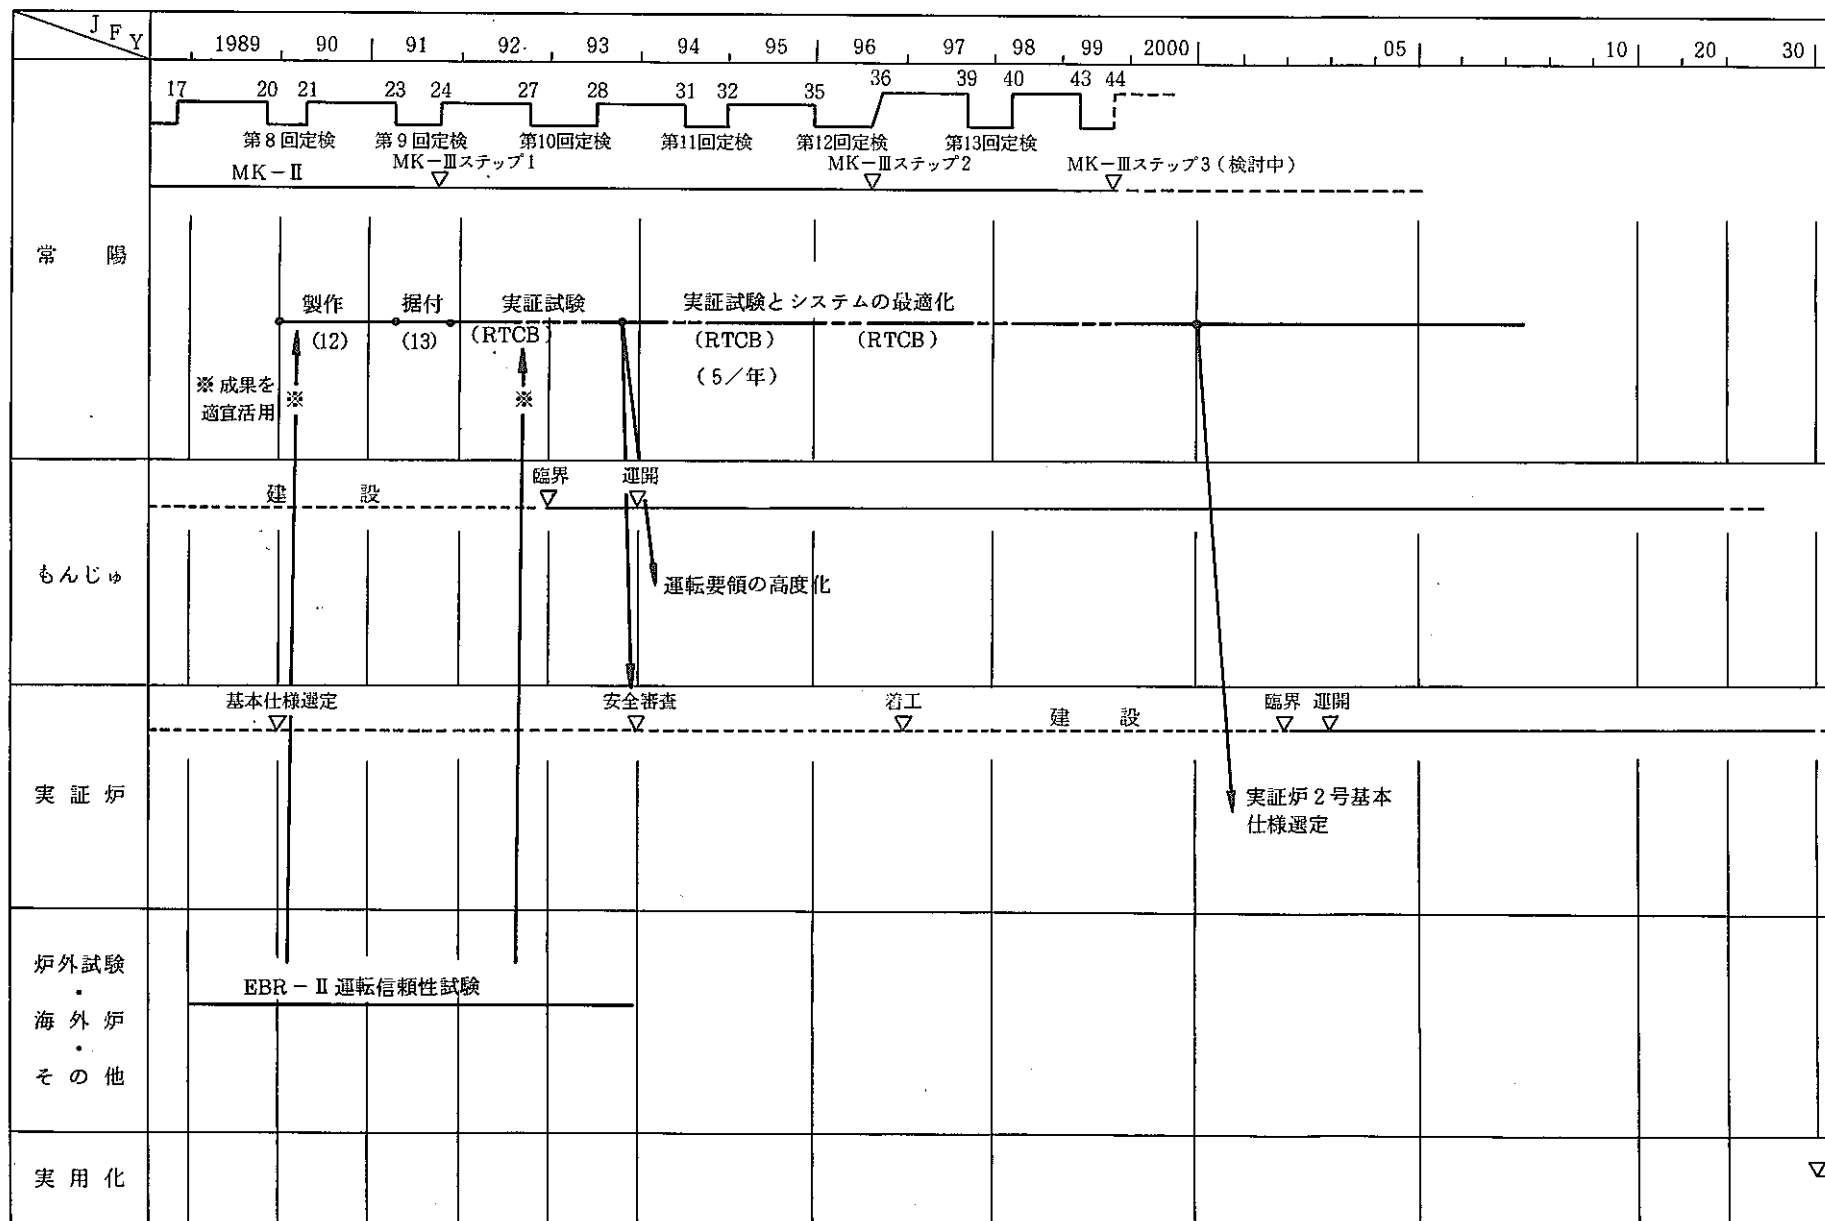 JFY 1989 90 91 92 93 94 95 96 97 98 99 2000 05 10 20 30
17 20 21 23 24 27 28 31 32 35 36 39 40 43 44
第8回定検 第9回定検 第10回定検 第11回定検 第12回定検 第13回定検
MK-Ⅱ MK-Ⅲステップ1 MK-Ⅲステップ2 MK-Ⅲステップ3(検討中)
常陽
製作 据付 実証試験 実証試験とシステムの最適化
(12) (13) (RTCB) (RTCB) (RTCB)
(5/年)
※成果を
適宜活用
※ ※
臨界 運開
建設
もんじゅ
運転要領の高度化
基本仕様選定 安全審査 着工 建設 臨界 運開
実証炉
実証炉2号基本
仕様選定
炉外試験
・
海外炉
・
その他
EBR-Ⅱ運転信頼性試験
実用化